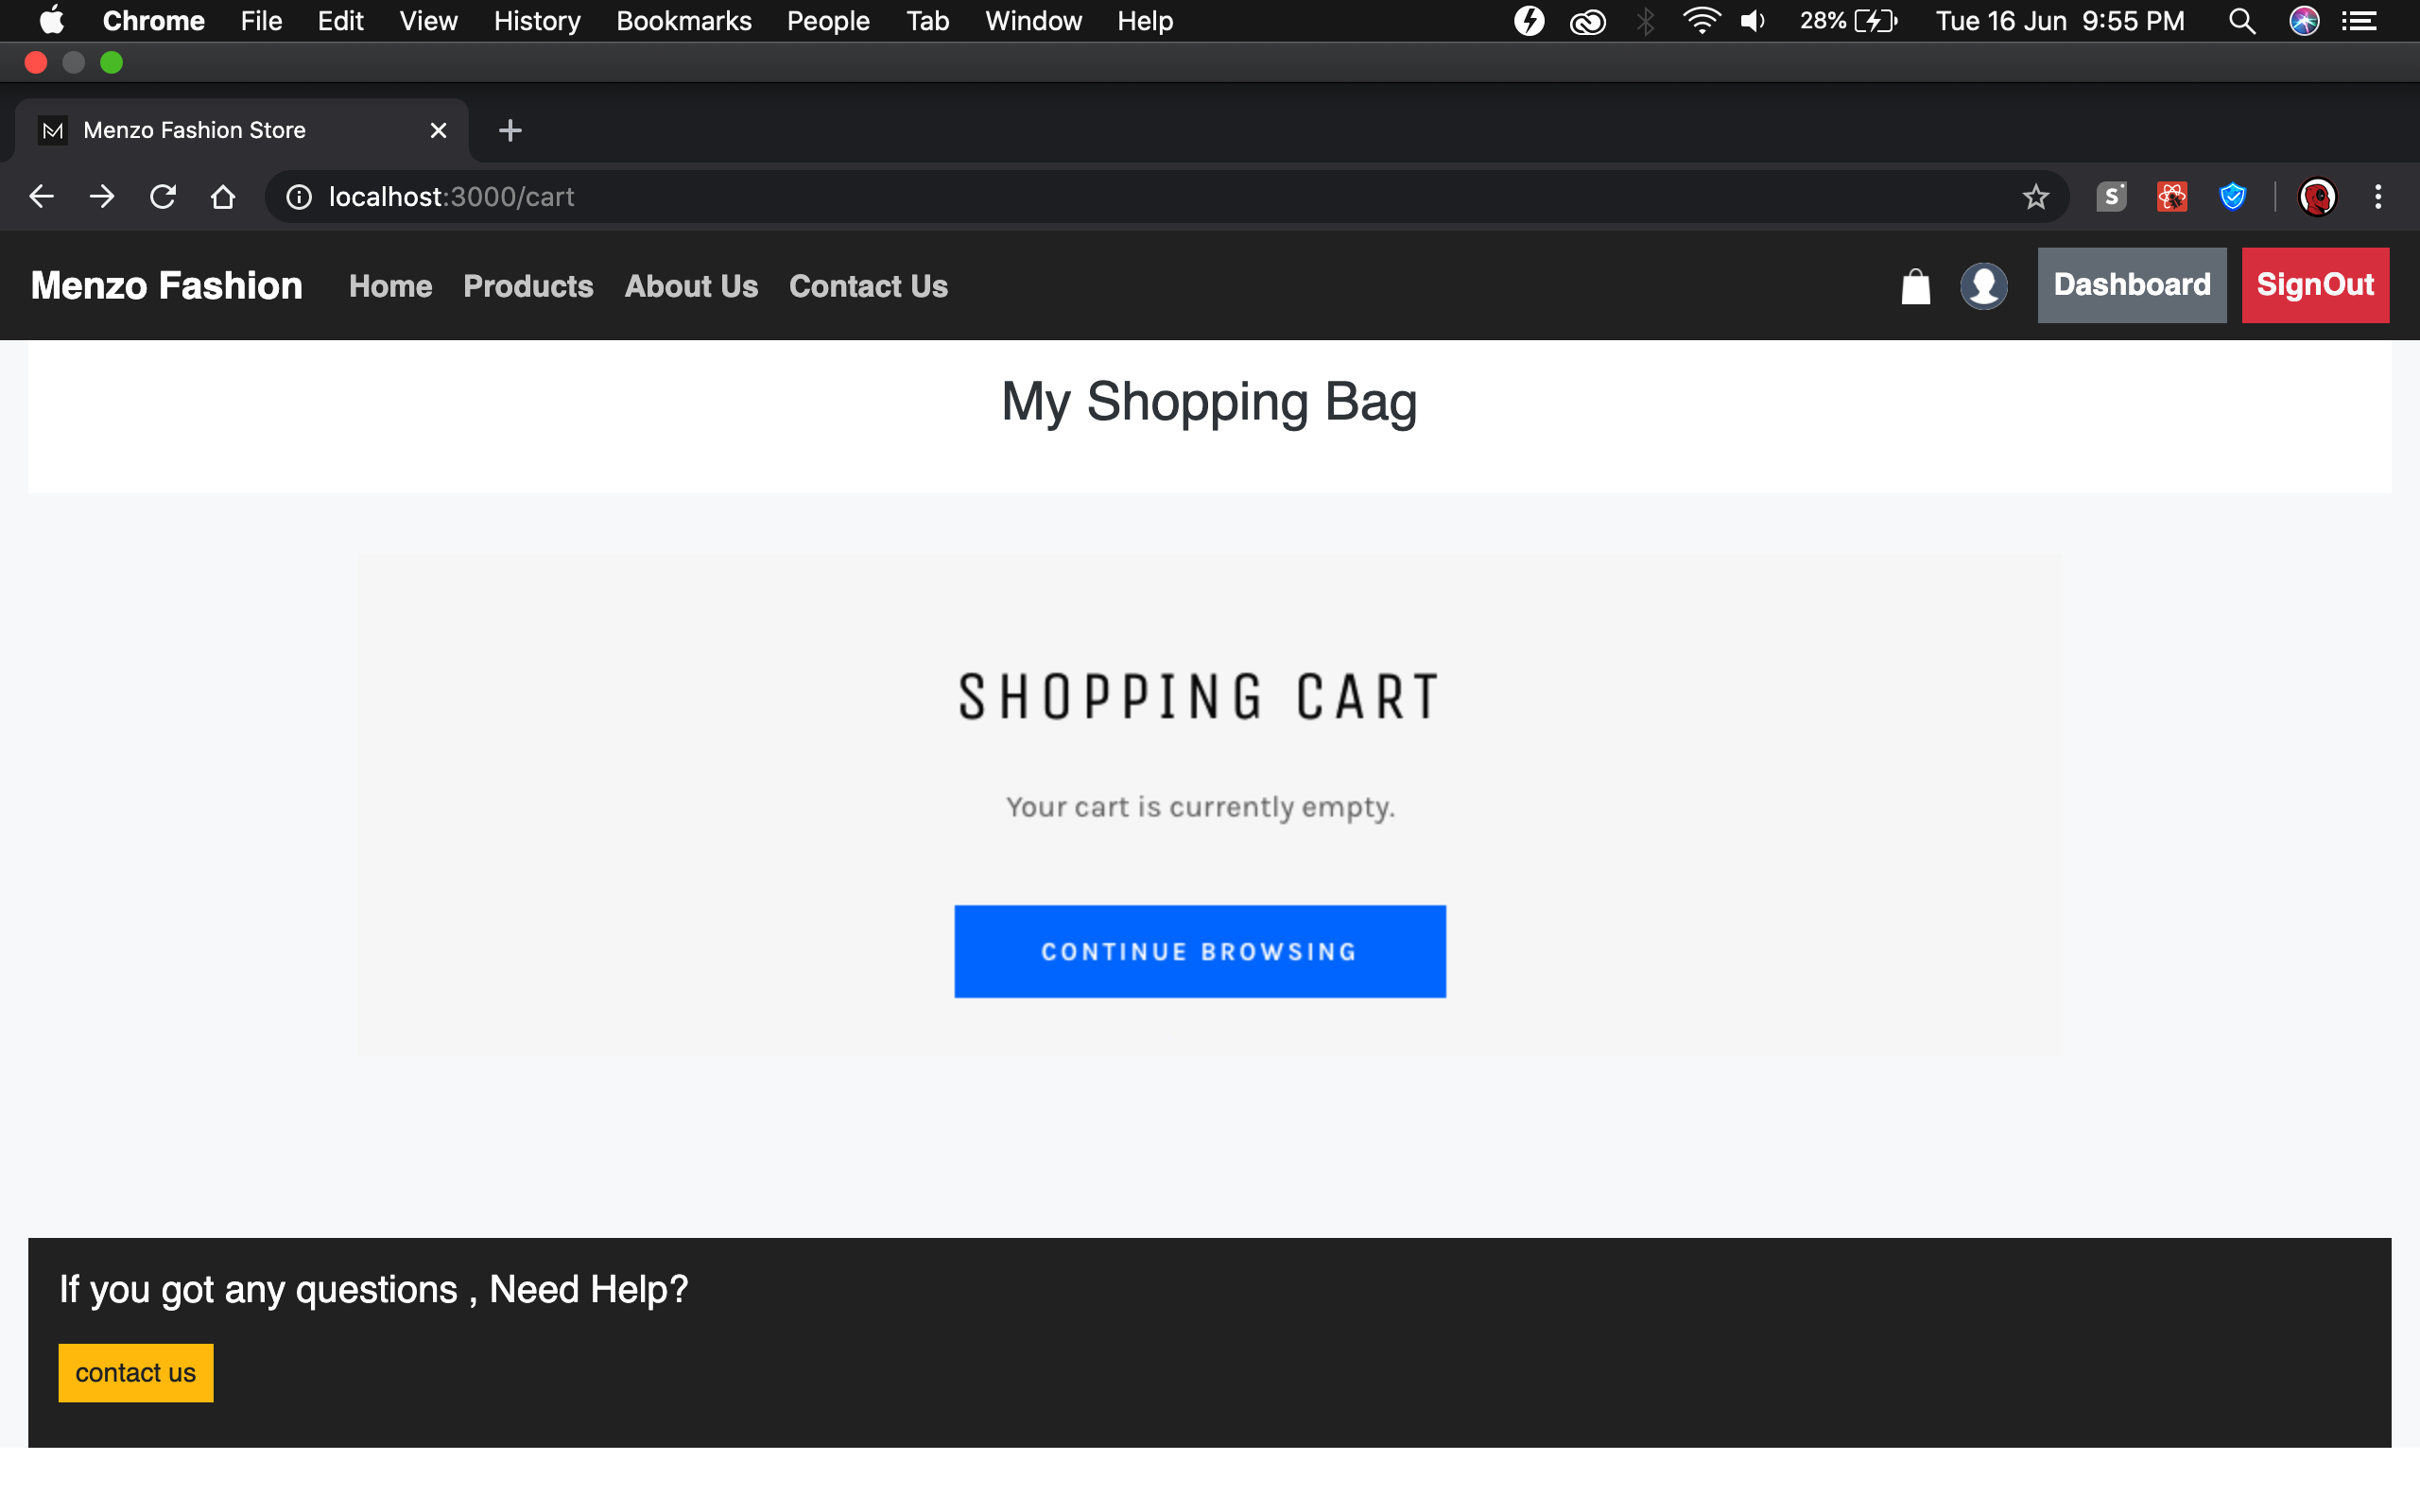 Chrome File Edit View History Bookmarks People Tab Window Help 28% Tue 16 Jun 9:55 PM
Menzo Fashion Store
localhost:3000/cart
Menzo Fashion Home Products About Us Contact Us Dashboard SignOut
My Shopping Bag
SHOPPING CART
Your cart is currently empty.
CONTINUE BROWSING
If you got any questions , Need Help?
contact us